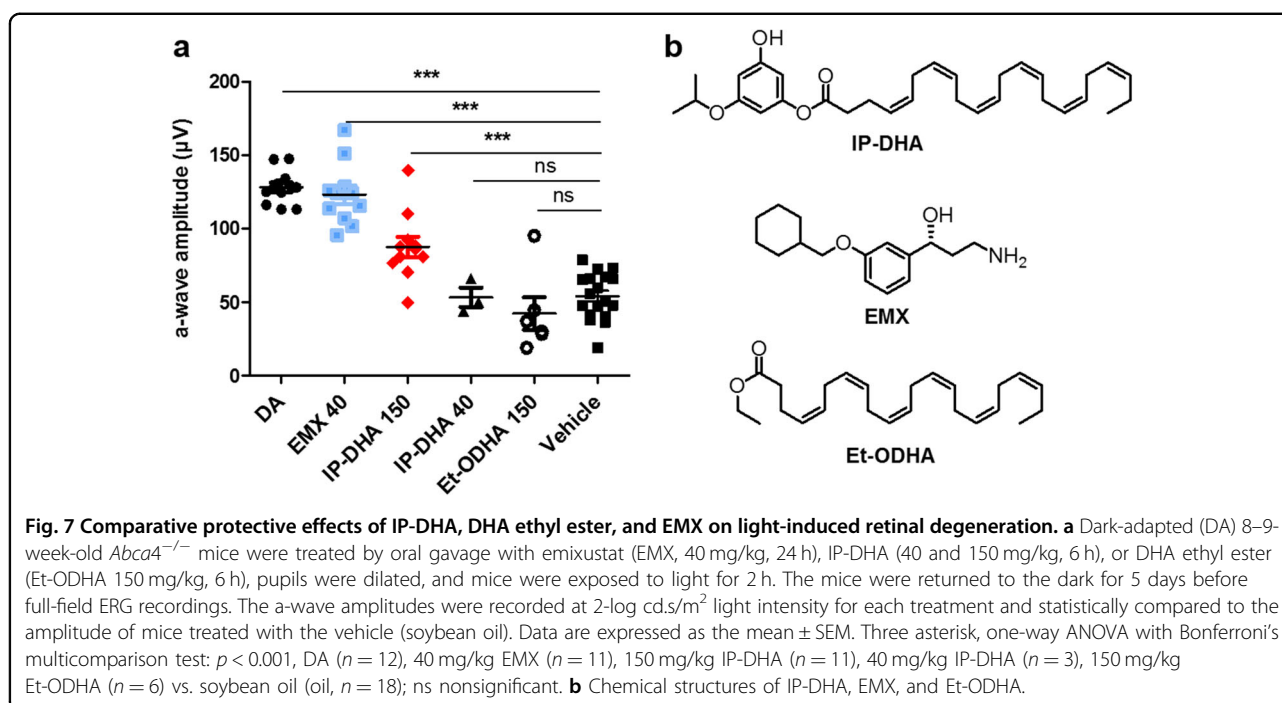 a
b
200
150
100
50
0
a-wave amplitude (µV)
***
***
***
ns
ns
DA
EMX 40
IP-DHA 150
IP-DHA 40
Et-ODHA 150
Vehicle
OH
O
O
O
IP-DHA
OH
O
NH2
EMX
O
O
Et-ODHA
Fig. 7 Comparative protective effects of IP-DHA, DHA ethyl ester, and EMX on light-induced retinal degeneration. a Dark-adapted (DA) 8–9-
week-old Abca4−/− mice were treated by oral gavage with emixustat (EMX, 40 mg/kg, 24 h), IP-DHA (40 and 150 mg/kg, 6 h), or DHA ethyl ester
(Et-ODHA 150 mg/kg, 6 h), pupils were dilated, and mice were exposed to light for 2 h. The mice were returned to the dark for 5 days before
full-field ERG recordings. The a-wave amplitudes were recorded at 2-log cd.s/m2 light intensity for each treatment and statistically compared to the
amplitude of mice treated with the vehicle (soybean oil). Data are expressed as the mean ± SEM. Three asterisk, one-way ANOVA with Bonferroni's
multicomparison test: p < 0.001, DA (n = 12), 40 mg/kg EMX (n = 11), 150 mg/kg IP-DHA (n = 11), 40 mg/kg IP-DHA (n = 3), 150 mg/kg
Et-ODHA (n = 6) vs. soybean oil (oil, n = 18); ns nonsignificant. b Chemical structures of IP-DHA, EMX, and Et-ODHA.